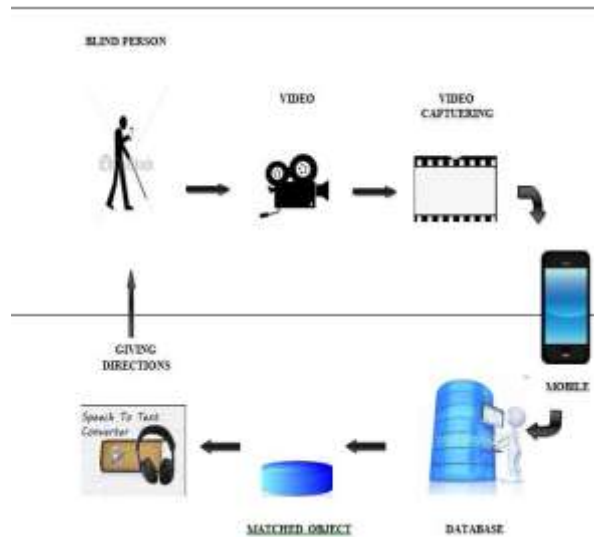 BLIND PERSON
VIDEO
VIDEO
CAPTUERING
GIVING
DIRECTIONS
MOBILE
Speech To Text
Converter
MATCHED OBJECT
DATABASE